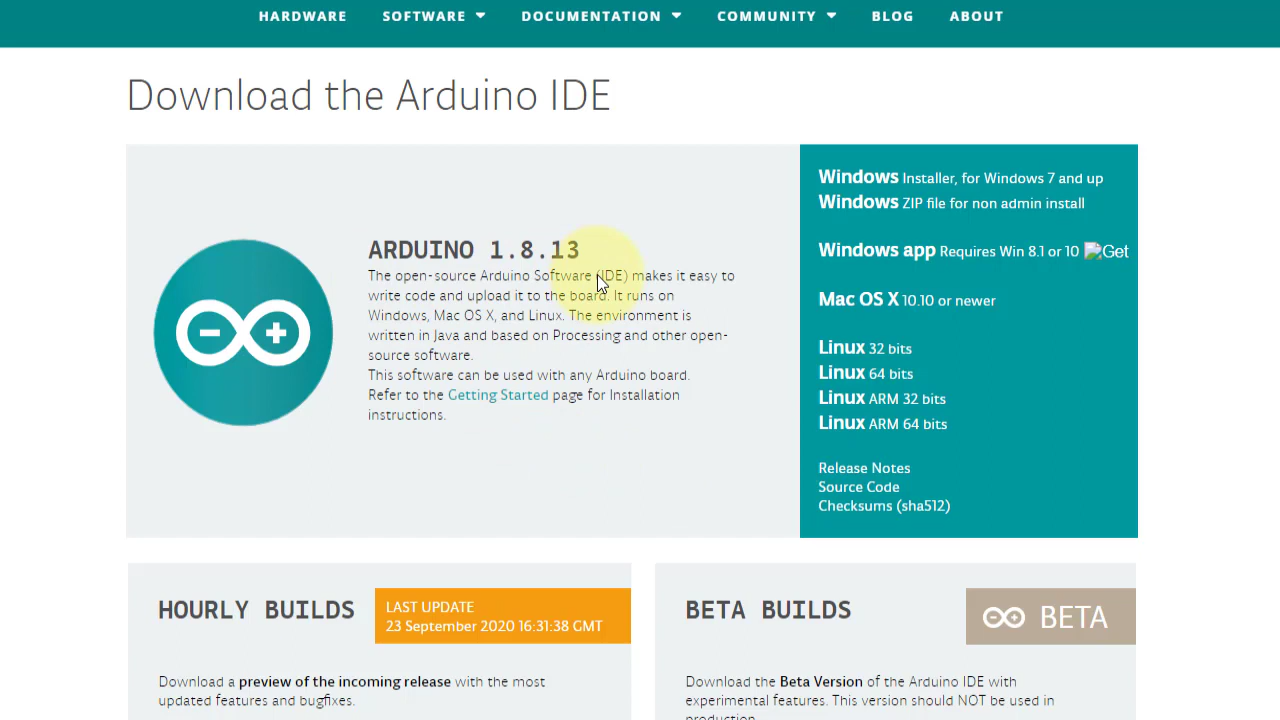 HARDWARE SOFTWARE DOCUMENTATION COMMUNITY BLOG ABOUT
Download the Arduino IDE
ARDUINO 1.8.13
The open-source Arduino Software (IDE) makes it easy to
write code and upload it to the board. It runs on
Windows, Mac OS X, and Linux. The environment is
written in Java and based on Processing and other open-
source software.
This software can be used with any Arduino board.
Refer to the Getting Started page for Installation
instructions.
Windows Installer, for Windows 7 and up
Windows ZIP file for non admin install
Windows app Requires Win 8.1 or 10 Get
Mac OS X 10.10 or newer
Linux 32 bits
Linux 64 bits
Linux ARM 32 bits
Linux ARM 64 bits
Release Notes
Source Code
Checksums (sha512)
HOURLY BUILDS
LAST UPDATE
23 September 2020 16:31:38 GMT
Download a preview of the incoming release with the most
updated features and bugfixes.
BETA BUILDS
BETA
Download the Beta Version of the Arduino IDE with
experimental features. This version should NOT be used in
production.